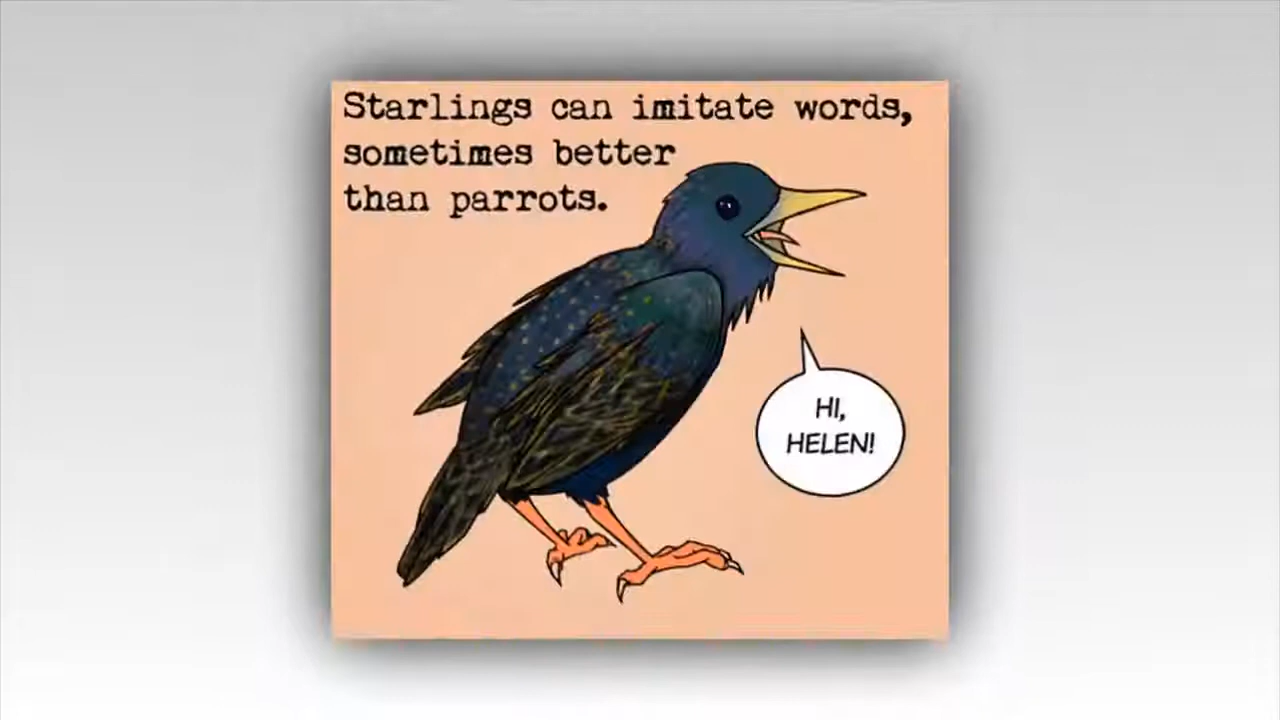 Starlings can imitate words,
sometimes better
than parrots.
HI,
HELEN!